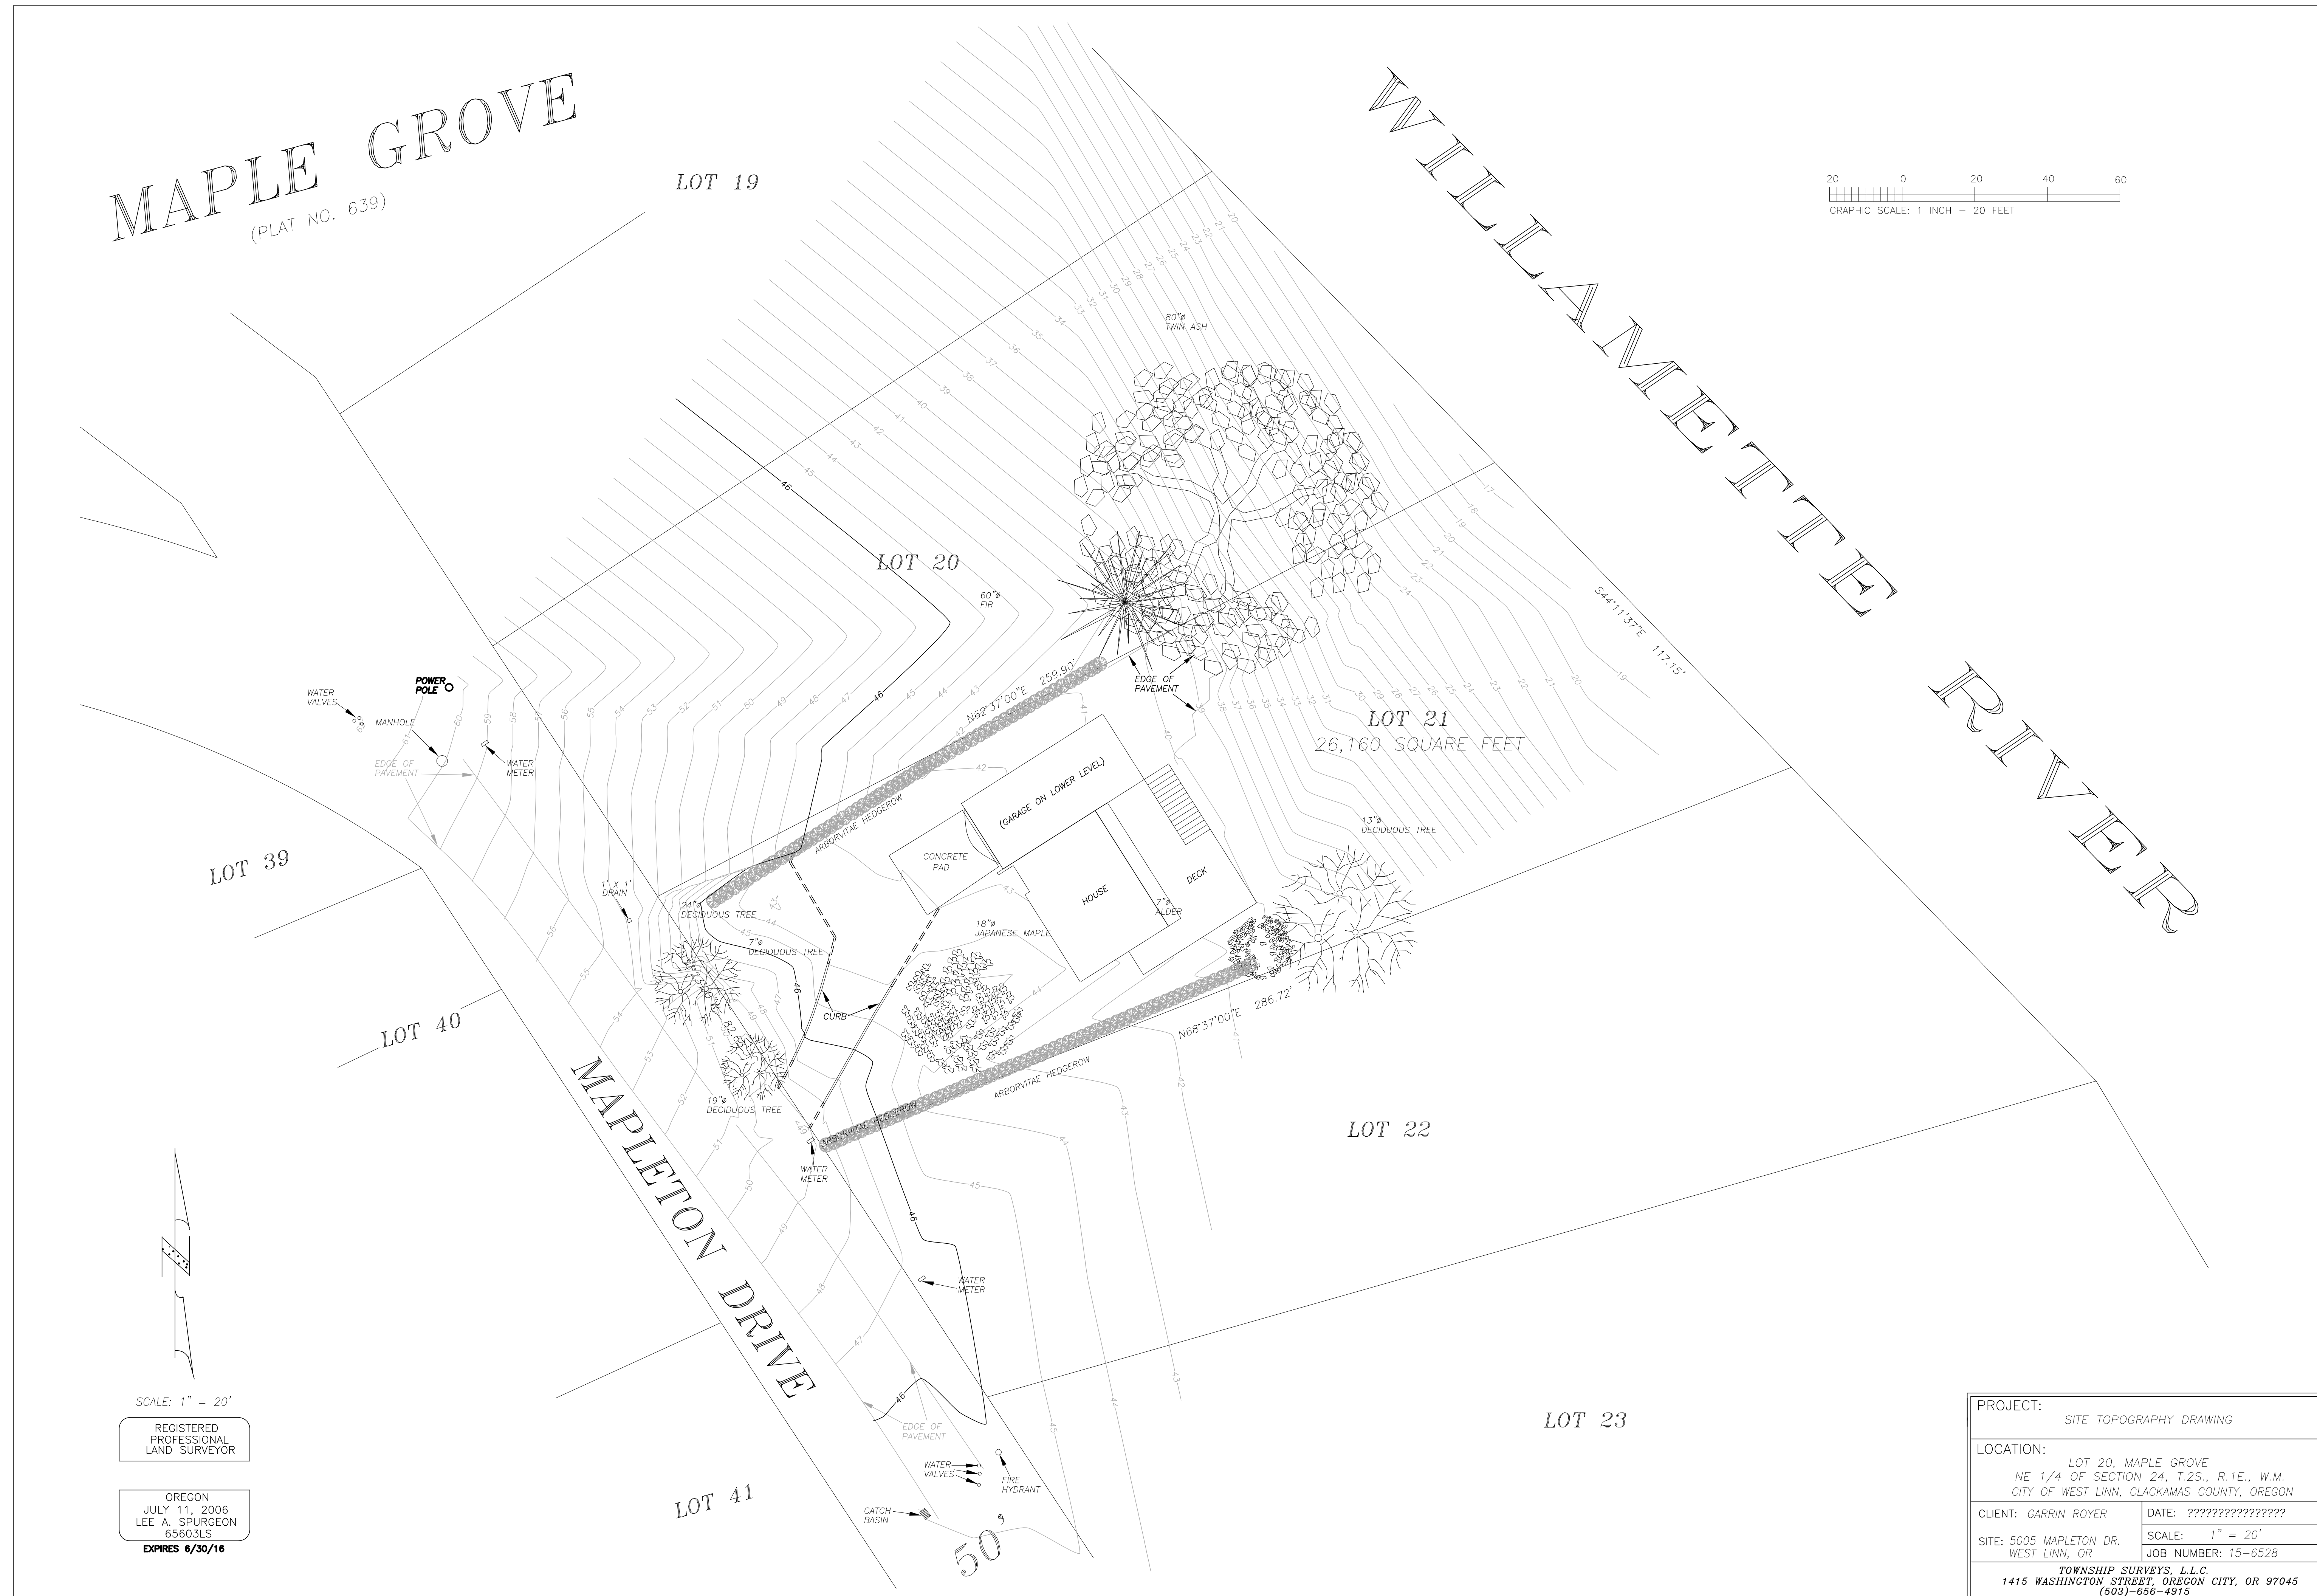 MAPLE GROVE
(PLAT NO. 639)
LOT 19
WILLAMETTE RIVER
20 0 20 40 60
GRAPHIC SCALE: 1 INCH - 20 FEET
80"ø
TWIN ASH
LOT 20
60"ø
FIR
N62°37'00"E 259.90'
EDGE OF
PAVEMENT
S44°11'37"E 117.15'
LOT 21
26,160 SQUARE FEET
POWER
POLE
WATER
VALVES
MANHOLE
EDGE OF
PAVEMENT
WATER
METER
ARBORVITAE HEDGEROW
(GARAGE ON LOWER LEVEL)
CONCRETE
PAD
HOUSE
DECK
7"ø
ALDER
13"ø
DECIDUOUS TREE
LOT 39
1' X 1'
DRAIN
24"ø
DECIDUOUS TREE
7"ø
DECIDUOUS TREE
18"ø
JAPANESE MAPLE
CURB
N68°37'00"E 286.72'
ARBORVITAE HEDGEROW
ARBORVITAE HEDGEROW
19"ø
DECIDUOUS TREE
LOT 40
WATER
METER
MAPLETON DRIVE
LOT 22
WATER
METER
LOT 23
EDGE OF
PAVEMENT
WATER
VALVES
FIRE
HYDRANT
CATCH
BASIN
LOT 41
50'
SCALE: 1" = 20'
REGISTERED
PROFESSIONAL
LAND SURVEYOR
OREGON
JULY 11, 2006
LEE A. SPURGEON
65603LS
EXPIRES 6/30/16
PROJECT:
SITE TOPOGRAPHY DRAWING
LOCATION:
LOT 20, MAPLE GROVE
NE 1/4 OF SECTION 24, T.2S., R.1E., W.M.
CITY OF WEST LINN, CLACKAMAS COUNTY, OREGON
CLIENT: GARRIN ROYER
DATE: ????????????????
SITE: 5005 MAPLETON DR.
WEST LINN, OR
SCALE: 1" = 20'
JOB NUMBER: 15-6528
TOWNSHIP SURVEYS, L.L.C.
1415 WASHINGTON STREET, OREGON CITY, OR 97045
(503)-656-4915